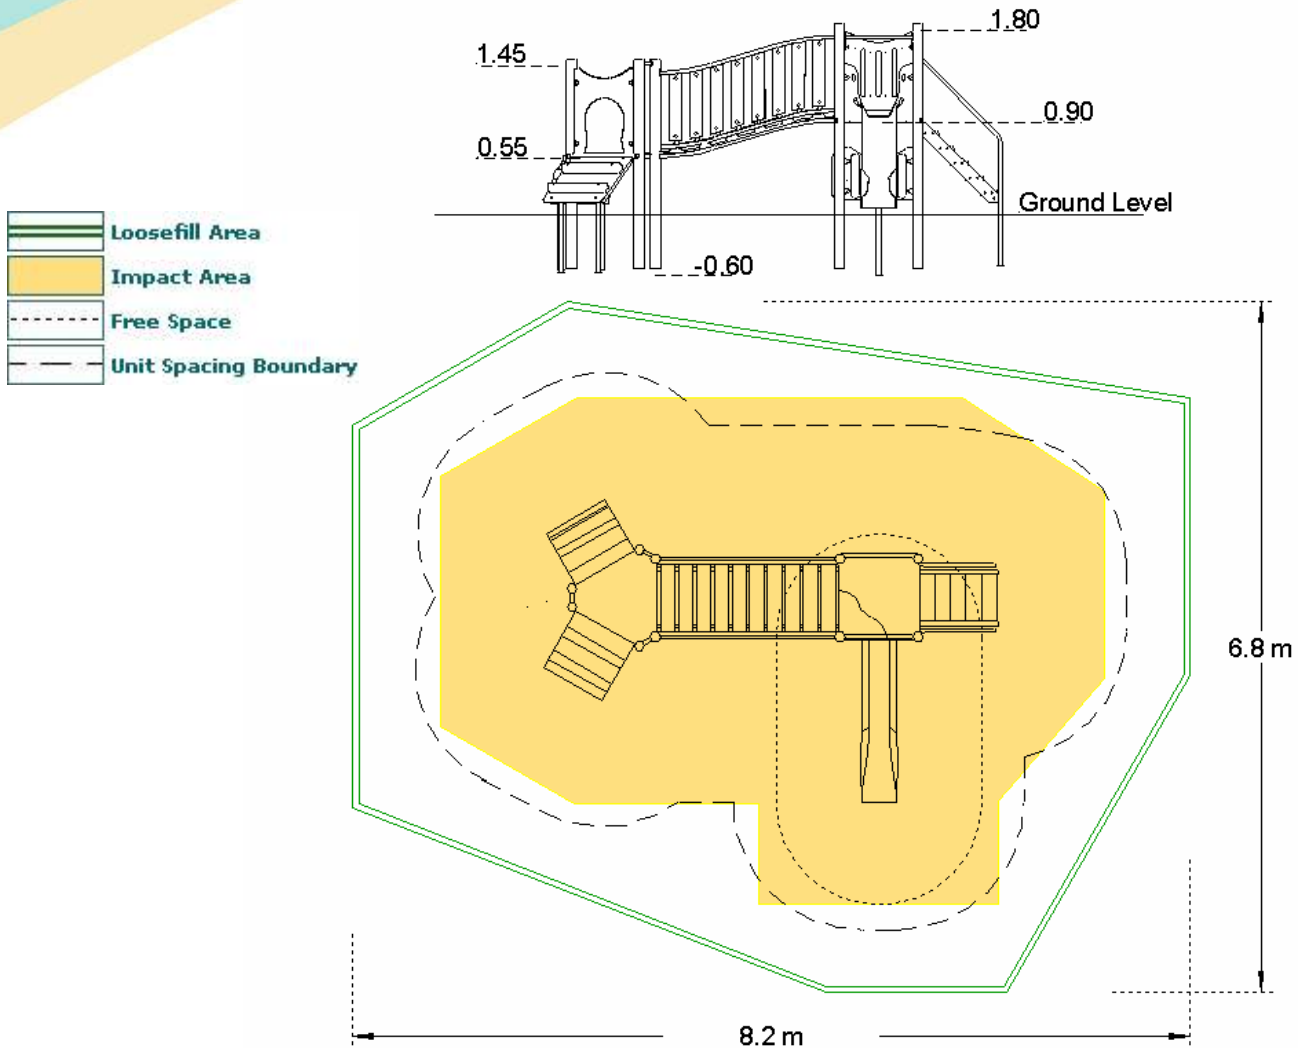 1.80
1.45
0.90
0.55
Ground Level
-0.60
Loosefill Area
Impact Area
Free Space
Unit Spacing Boundary
6.8 m
8.2 m